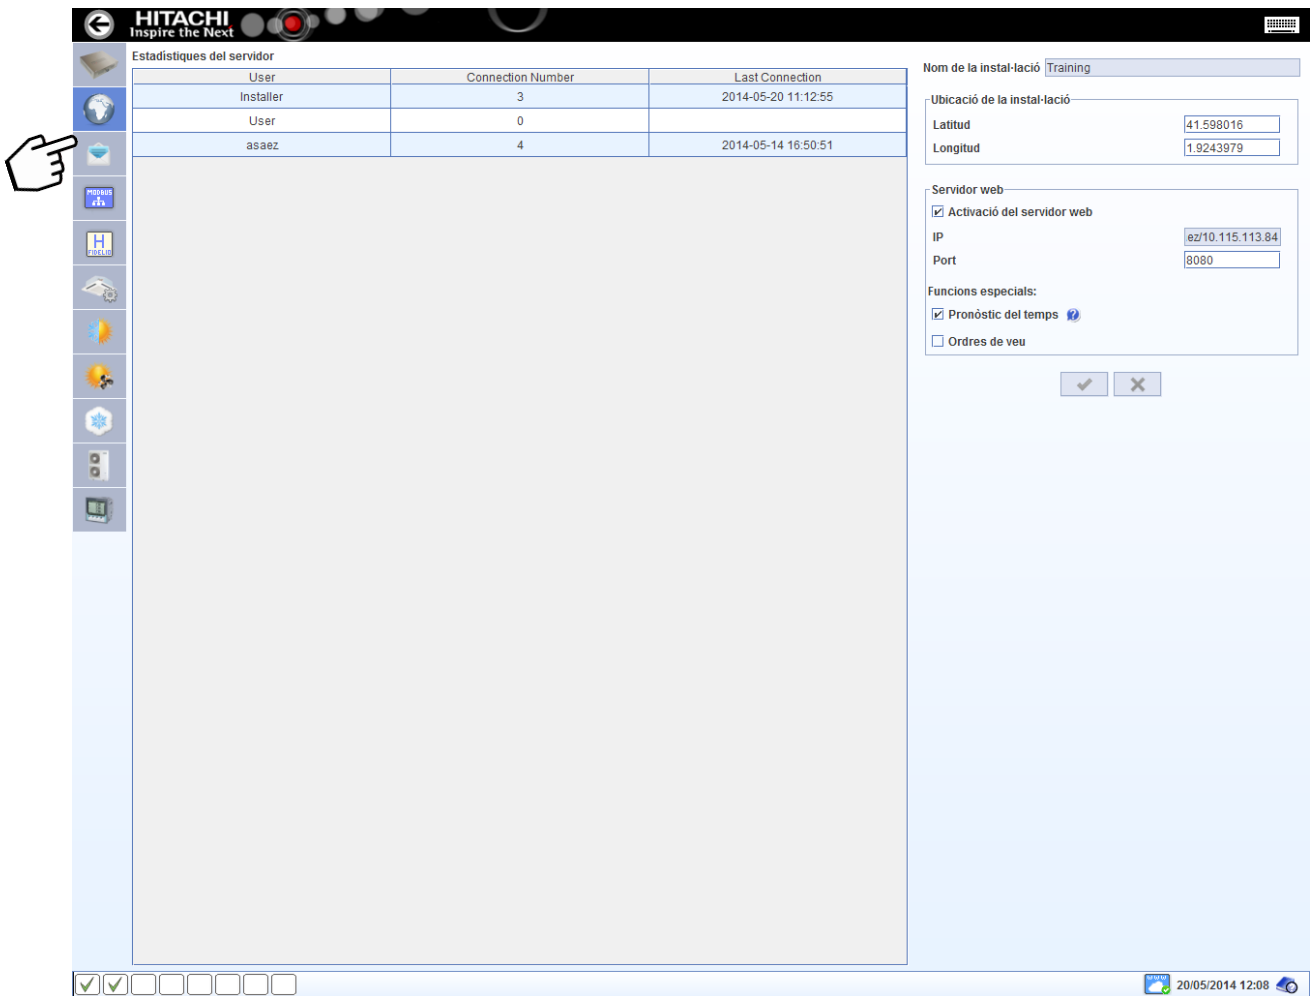 HITACHI
Inspire the Next
Estadístiques del servidor
User Connection Number Last Connection
Installer 3 2014-05-20 11:12:55
User 0
asaez 4 2014-05-14 16:50:51
Nom de la instal·lació Training
Ubicació de la instal·lació
Latitud 41.598016
Longitud 1.9243979
Servidor web
Activació del servidor web
IP ez/10.115.113.84
Port 8080
Funcions especials:
Pronóstic del temps ?
Ordres de veu
MODBUS
H
FIDELIO
WWW
20/05/2014 12:08